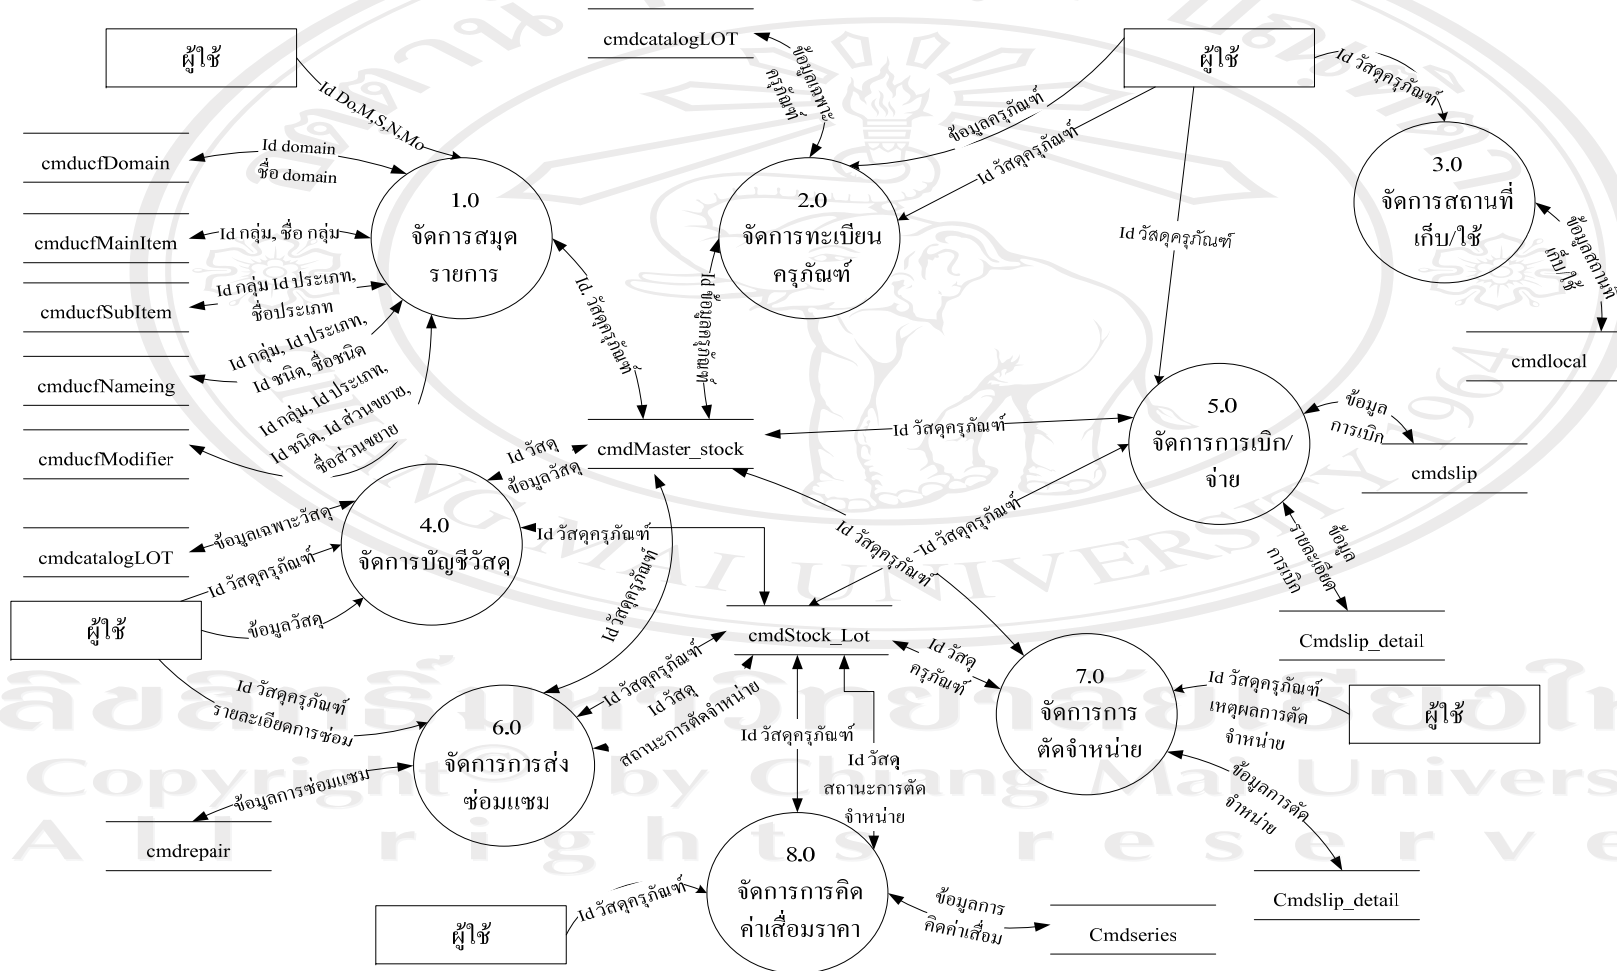 cmdcatalogLOT
ผู้ใช้
ผู้ใช้
Id Do,M,S,N,Mo
ข้อมูลเฉพาะ
ครุภัณฑ์
ข้อมูลครุภัณฑ์
Id วัสดุครุภัณฑ์
Id วัสดุครุภัณฑ์
cmducfDomain
Id domain
ชื่อ domain
1.0
จัดการสมุด
รายการ
2.0
จัดการทะเบียน
ครุภัณฑ์
3.0
จัดการสถานที่
เก็บ/ใช้
cmducfMainItem
Id กลุ่ม, ชื่อ กลุ่ม
Id วัสดุครุภัณฑ์
ข้อมูลสถานที่
เก็บ/ใช้
cmducfSubItem
Id กลุ่ม Id ประเภท,
ชื่อประเภท
Id. วัสดุครุภัณฑ์
Id ข้อมูลครุภัณฑ์
cmdlocal
cmducfNameing
Id กลุ่ม, Id ประเภท,
Id ชนิด, ชื่อชนิด
cmducfModifier
Id กลุ่ม, Id ประเภท,
Id ชนิด, Id ส่วนขยาย,
ชื่อส่วนขยาย
cmdMaster_stock
Id วัสดุ
ข้อมูลวัสดุ
Id วัสดุครุภัณฑ์
5.0
จัดการการเบิก/
จ่าย
ข้อมูล
การเบิก
cmdslip
cmdcatalogLOT
ข้อมูลเฉพาะวัสดุ
4.0
จัดการบัญชีวัสดุ
Id วัสดุครุภัณฑ์
Id วัสดุครุภัณฑ์
Id วัสดุครุภัณฑ์
ข้อมูล
รายละเอียด
การเบิก
Id วัสดุครุภัณฑ์
ผู้ใช้
ข้อมูลวัสดุ
Id วัสดุครุภัณฑ์
cmdStock_Lot
Cmdslip_detail
Id วัสดุ
ครุภัณฑ์
7.0
จัดการการ
ตัดจำหน่าย
Id วัสดุครุภัณฑ์
เหตุผลการตัด
จำหน่าย
ผู้ใช้
Id วัสดุครุภัณฑ์
รายละเอียดการซ่อม
6.0
จัดการการส่ง
ซ่อมแซม
Id วัสดุครุภัณฑ์
Id วัสดุ
สถานะการตัดจำหน่าย
Id วัสดุครุภัณฑ์
Id วัสดุ
สถานะการตัด
จำหน่าย
ข้อมูลการตัด
จำหน่าย
ข้อมูลการซ่อมแซม
cmdrepair
8.0
จัดการการคิด
ค่าเสื่อมราคา
Cmdslip_detail
Id วัสดุครุภัณฑ์
ผู้ใช้
ข้อมูลการ
คิดค่าเสื่อม
Cmdseries
Copyright by Chiang Mai Univers
All rights reserve